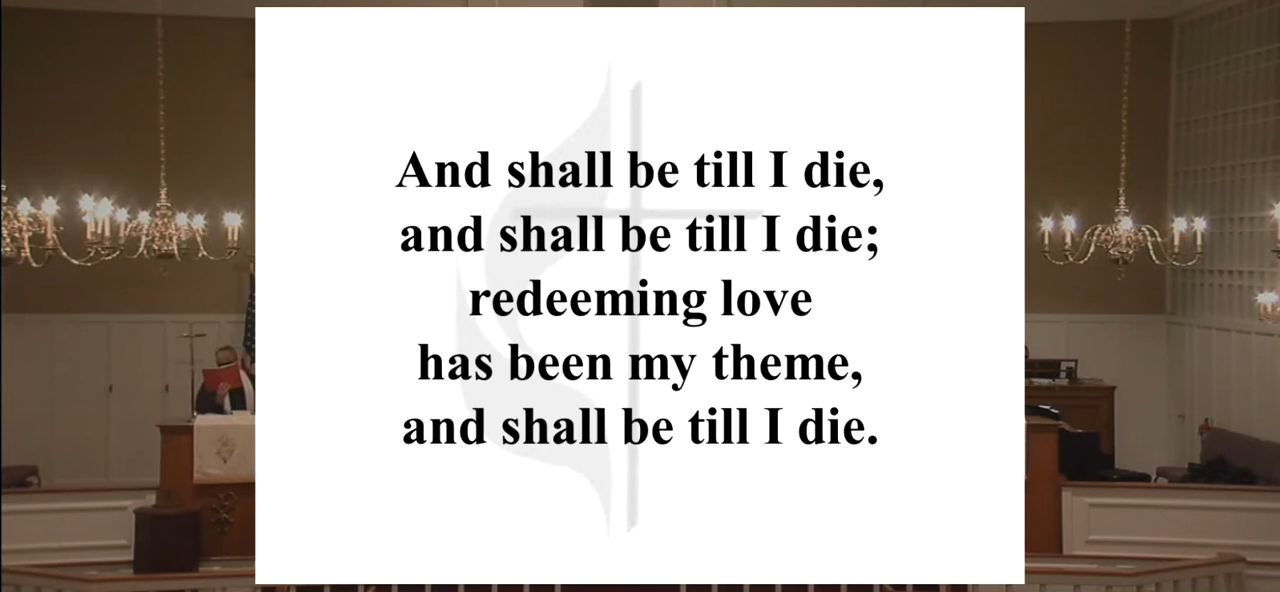 And shall be till I die,
and shall be till I die;
redeeming love
has been my theme,
and shall be till I die.